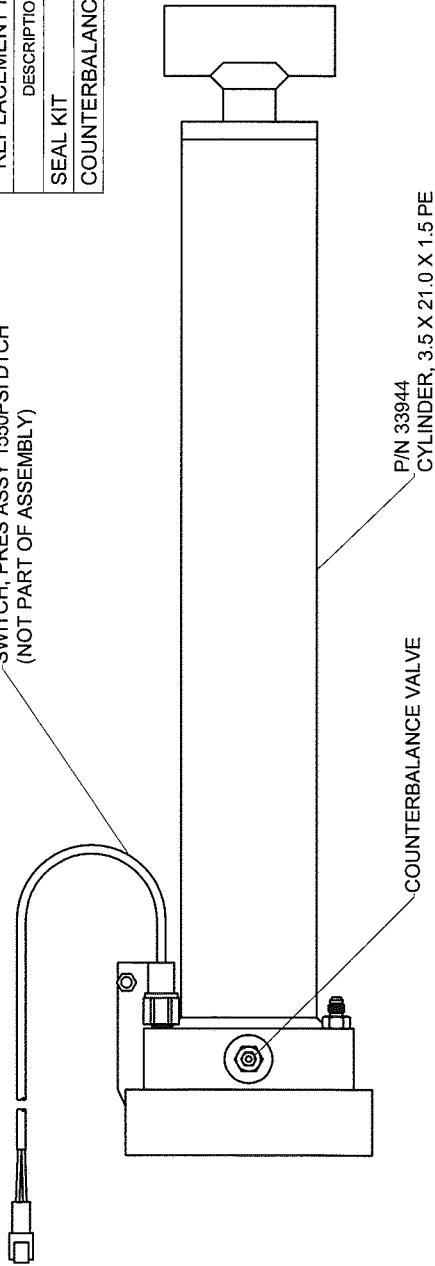 REPLACEMENT
DESCRIPTIO
SEAL KIT
COUNTERBALANC
SWITCH, PRES ASSY DTCH
(NOT PART OF ASSEMBLY)
P/N 33944
CYLINDER, 3.5 X 21.0 X 1.5 PE
COUNTERBALANCE VALVE